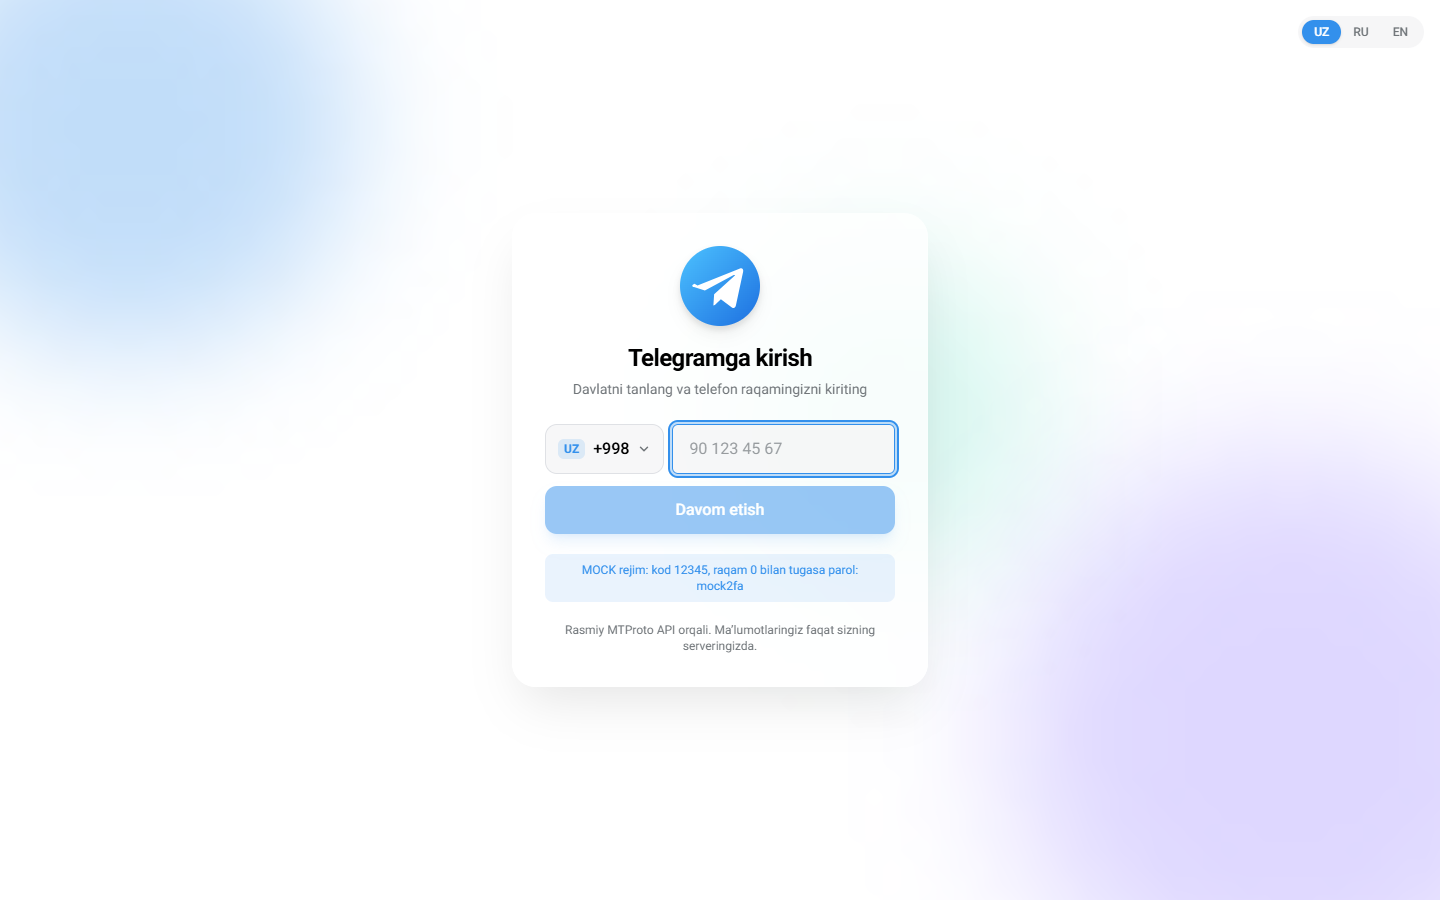 UZ RU EN
Telegramga kirish
Davlatni tanlang va telefon raqamingizni kiriting
UZ +998
90 123 45 67
Davom etish
MOCK rejim: kod 12345, raqam 0 bilan tugasa parol:
mock2fa
Rasmiy MTProto API orqali. Ma’lumotlaringiz faqat sizning
serveringizda.